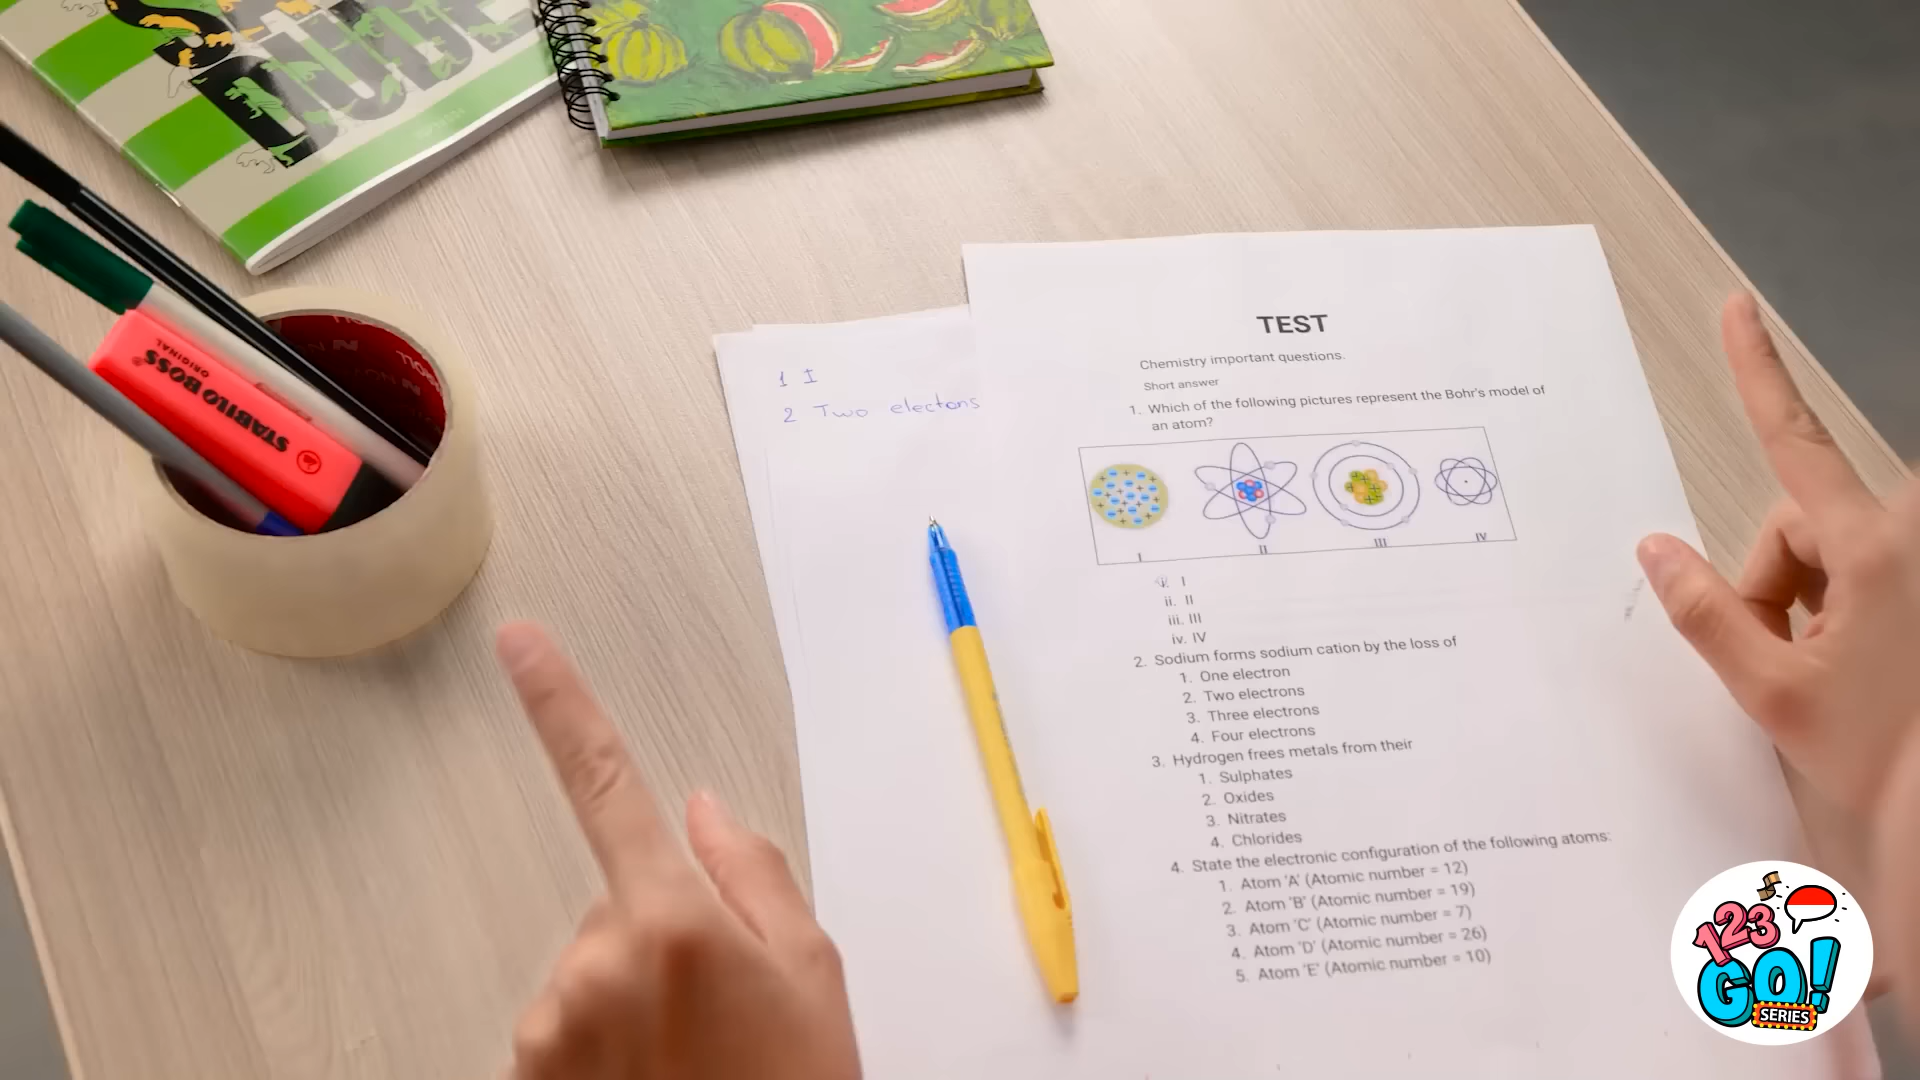 STABILO BOSS
ORIGINAL
1 I
2 Two electons
TEST
Chemistry important questions.
Short answer
1. Which of the following pictures represent the Bohr's model of
an atom?
I II III IV
i. I
ii. II
iii. III
iv. IV
2. Sodium forms sodium cation by the loss of
1. One electron
2. Two electrons
3. Three electrons
4. Four electrons
3. Hydrogen frees metals from their
1. Sulphates
2. Oxides
3. Nitrates
4. Chlorides
4. State the electronic configuration of the following atoms:
1. Atom 'A' (Atomic number = 12)
2. Atom 'B' (Atomic number = 19)
3. Atom 'C' (Atomic number = 7)
4. Atom 'D' (Atomic number = 26)
5. Atom 'E' (Atomic number = 10)
123
GO!
SERIES